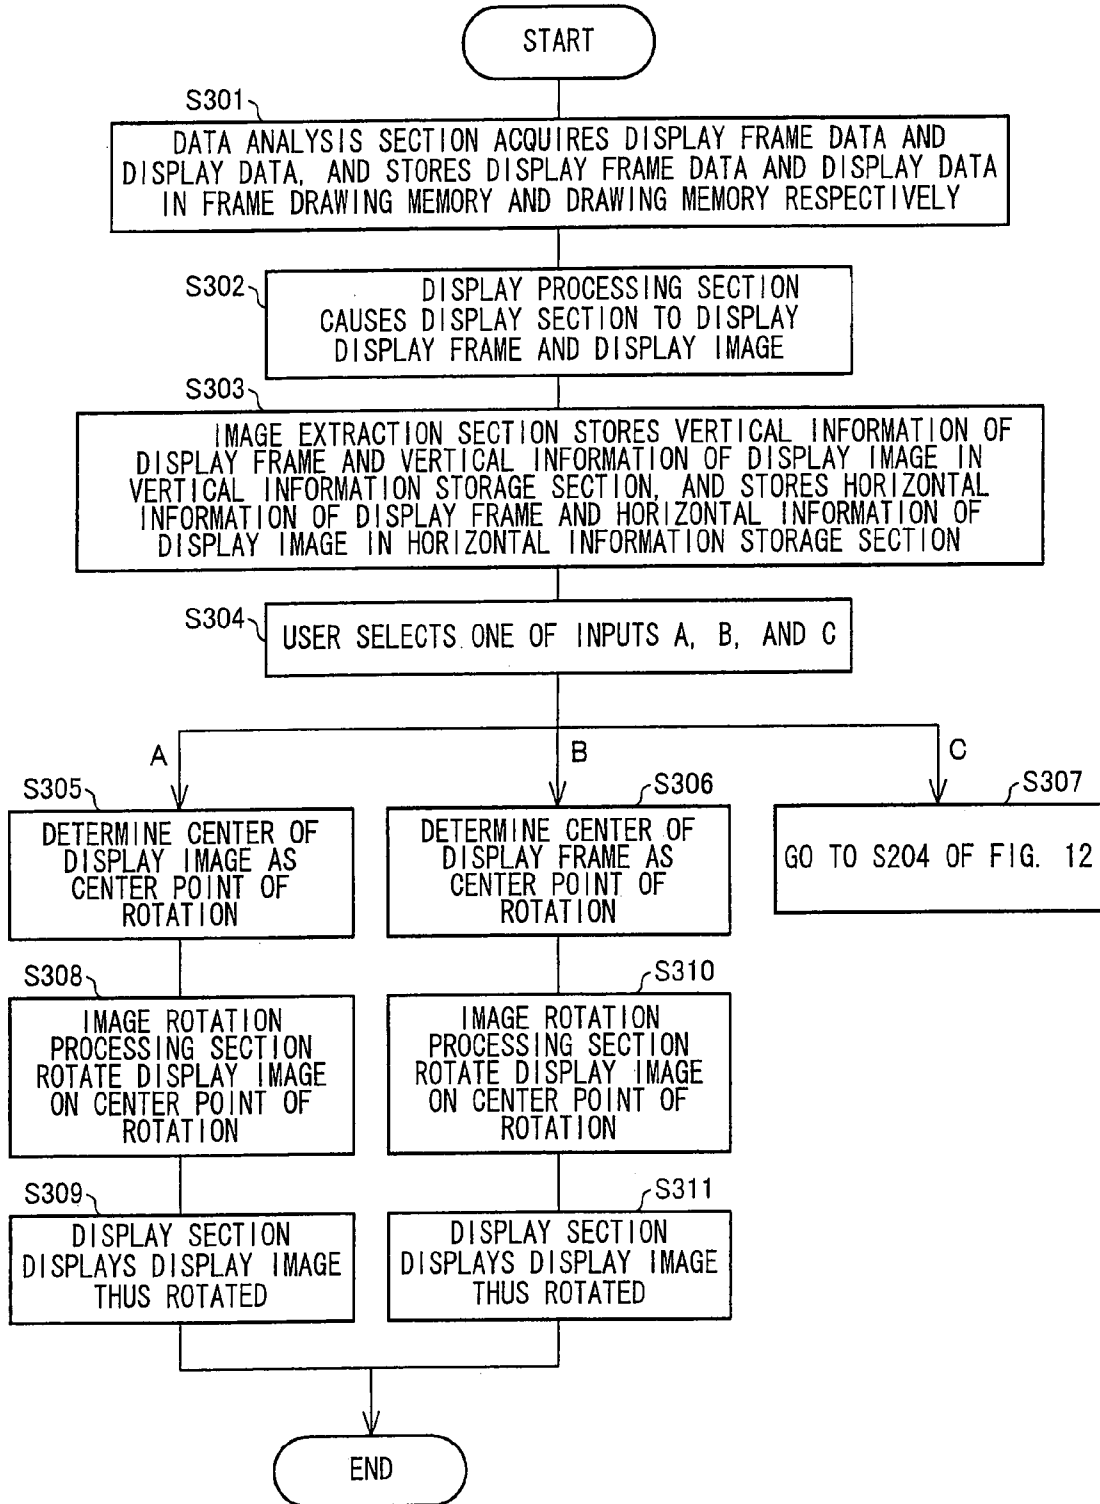 START
S301
DATA ANALYSIS SECTION ACQUIRES DISPLAY FRAME DATA AND
DISPLAY DATA, AND STORES DISPLAY FRAME DATA AND DISPLAY DATA
IN FRAME DRAWING MEMORY AND DRAWING MEMORY RESPECTIVELY
S302
DISPLAY PROCESSING SECTION
CAUSES DISPLAY SECTION TO DISPLAY
DISPLAY FRAME AND DISPLAY IMAGE
S303
IMAGE EXTRACTION SECTION STORES VERTICAL INFORMATION OF
DISPLAY FRAME AND VERTICAL INFORMATION OF DISPLAY IMAGE IN
VERTICAL INFORMATION STORAGE SECTION, AND STORES HORIZONTAL
INFORMATION OF DISPLAY FRAME AND HORIZONTAL INFORMATION OF
DISPLAY IMAGE IN HORIZONTAL INFORMATION STORAGE SECTION
S304
USER SELECTS ONE OF INPUTS A, B, AND C
A
B
C
S305
DETERMINE CENTER OF
DISPLAY IMAGE AS
CENTER POINT OF
ROTATION
S306
DETERMINE CENTER OF
DISPLAY FRAME AS
CENTER POINT OF
ROTATION
S307
GO TO S204 OF FIG. 12
S308
IMAGE ROTATION
PROCESSING SECTION
ROTATE DISPLAY IMAGE
ON CENTER POINT OF
ROTATION
S310
IMAGE ROTATION
PROCESSING SECTION
ROTATE DISPLAY IMAGE
ON CENTER POINT OF
ROTATION
S309
DISPLAY SECTION
DISPLAYS DISPLAY IMAGE
THUS ROTATED
S311
DISPLAY SECTION
DISPLAYS DISPLAY IMAGE
THUS ROTATED
END